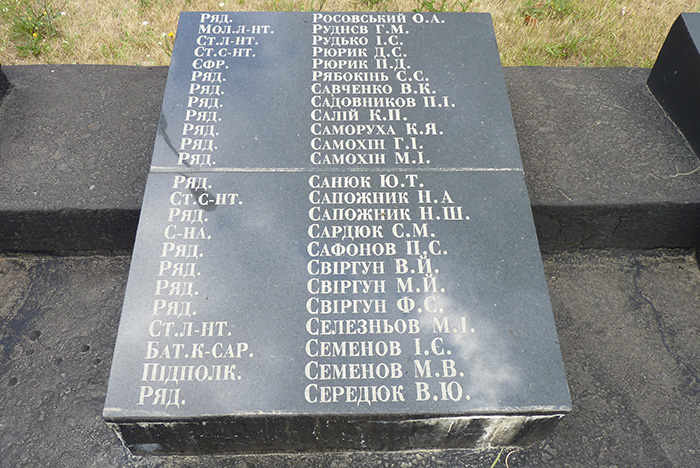 Ряд. Росовський О.А.
Мол.л-нт. Руднєв Г.М.
Ст.л-нт. Рудько І.С.
Ст.с-нт. Рюрик Д.С.
Єфр. Рюрик П.Д.
Ряд. Рябокінь С.С.
Ряд. Савченко В.К.
Ряд. Садовников П.І.
Ряд. Салій К.П.
Ряд. Саморуха К.Я.
Ряд. Самохін Г.І.
Ряд. Самохін М.І.
Ряд. Санюк Ю.Т.
Ст.с-нт. Сапожник Н.А
Ряд. Сапожник Н.Ш.
С-на. Сардюк С.М.
Ряд. Сафонов П.С.
Ряд. Свіргун В.Й.
Ряд. Свіргун М.Й.
Ряд. Свіргун Ф.С.
Ст.л-нт. Селезньов М.І.
Бат.к-сар. Семенов І.Є.
Підполк. Семенов М.В.
Ряд. Середюк В.Ю.